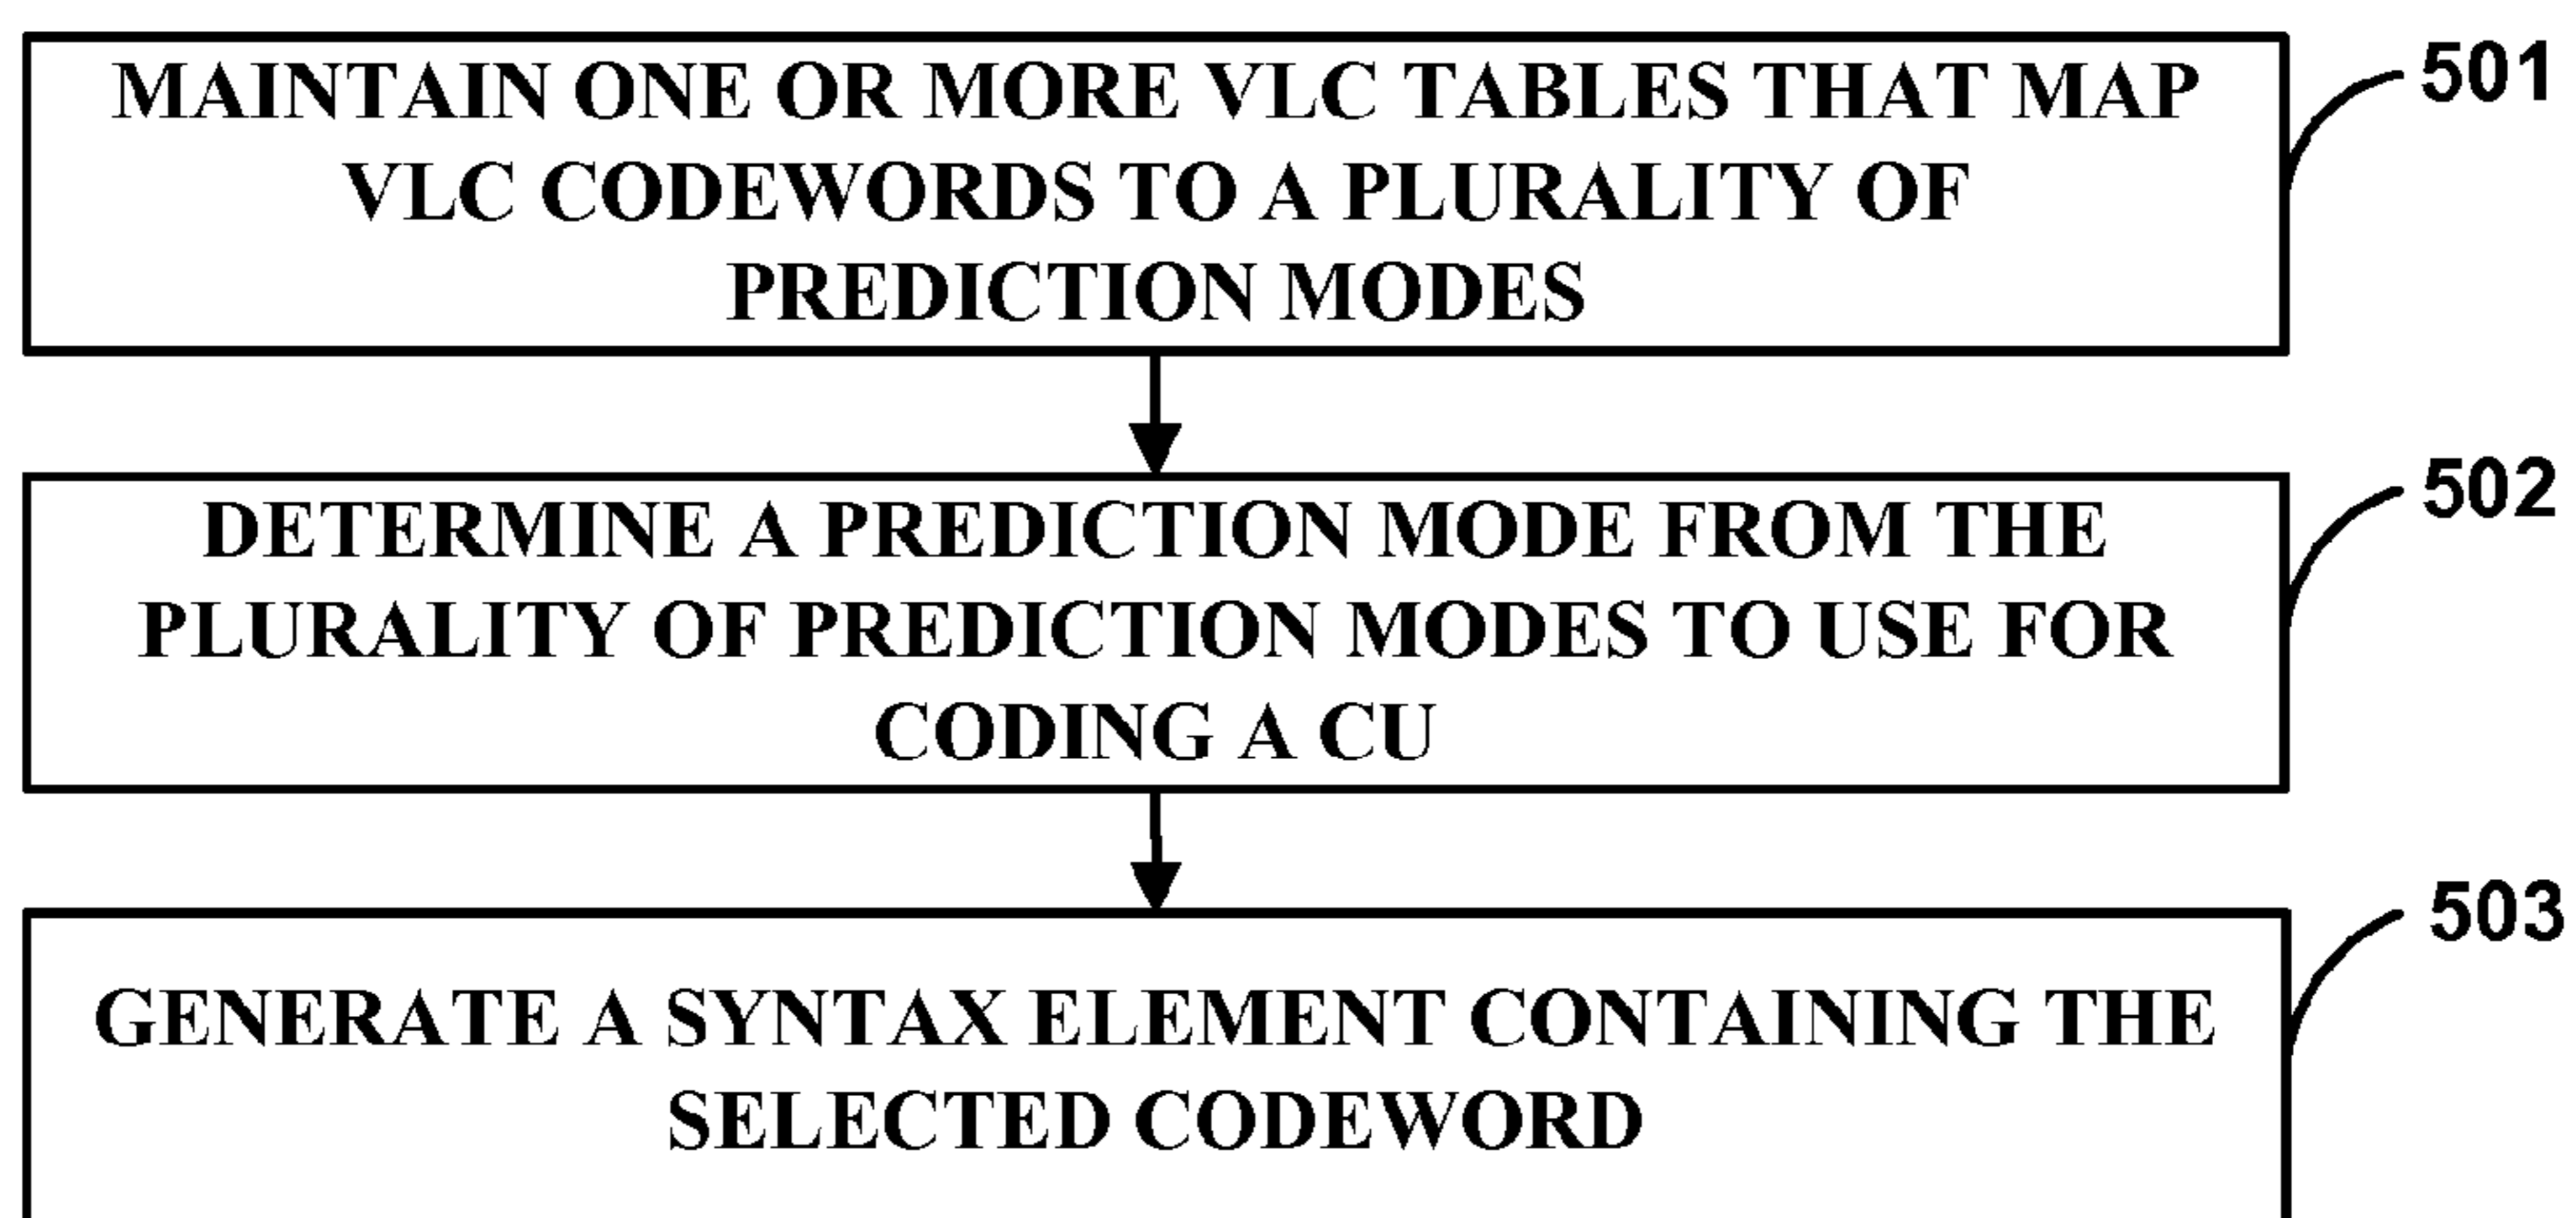 MAINTAIN ONE OR MORE VLC TABLES THAT MAP
VLC CODEWORDS TO A PLURALITY OF
PREDICTION MODES
501
DETERMINE A PREDICTION MODE FROM THE
PLURALITY OF PREDICTION MODES TO USE FOR
CODING A CU
502
GENERATE A SYNTAX ELEMENT CONTAINING THE
SELECTED CODEWORD
503